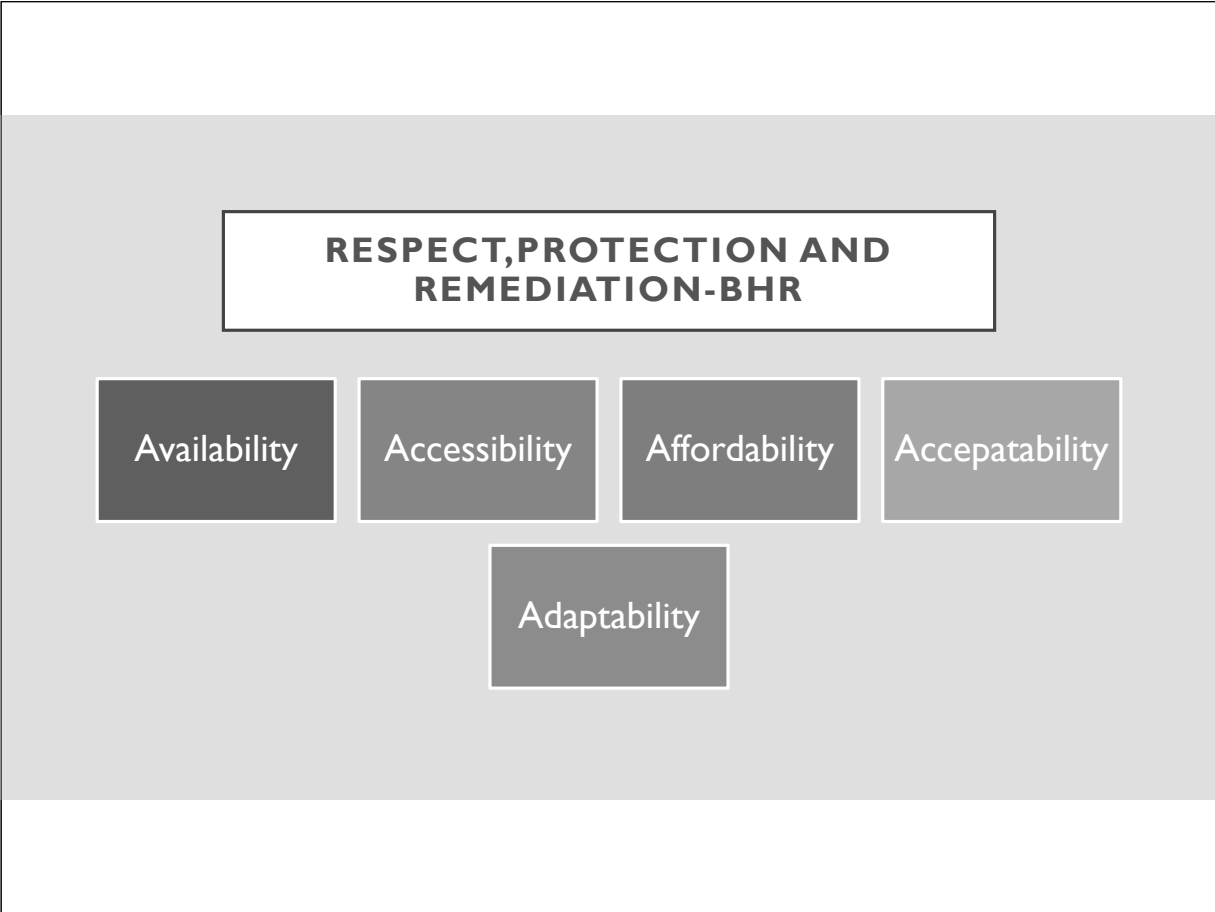 RESPECT,PROTECTION AND
REMEDIATION-BHR
Availability
Accessibility
Affordability
Accepatability
Adaptability